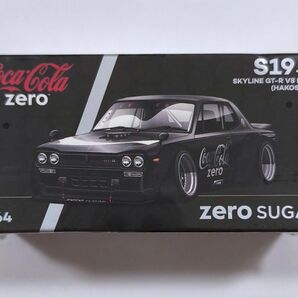 Coca-Cola
zero
S19
SKYLINE GT-R V8
(HAKOS
Coca-Cola
zero
64
zero SUGA